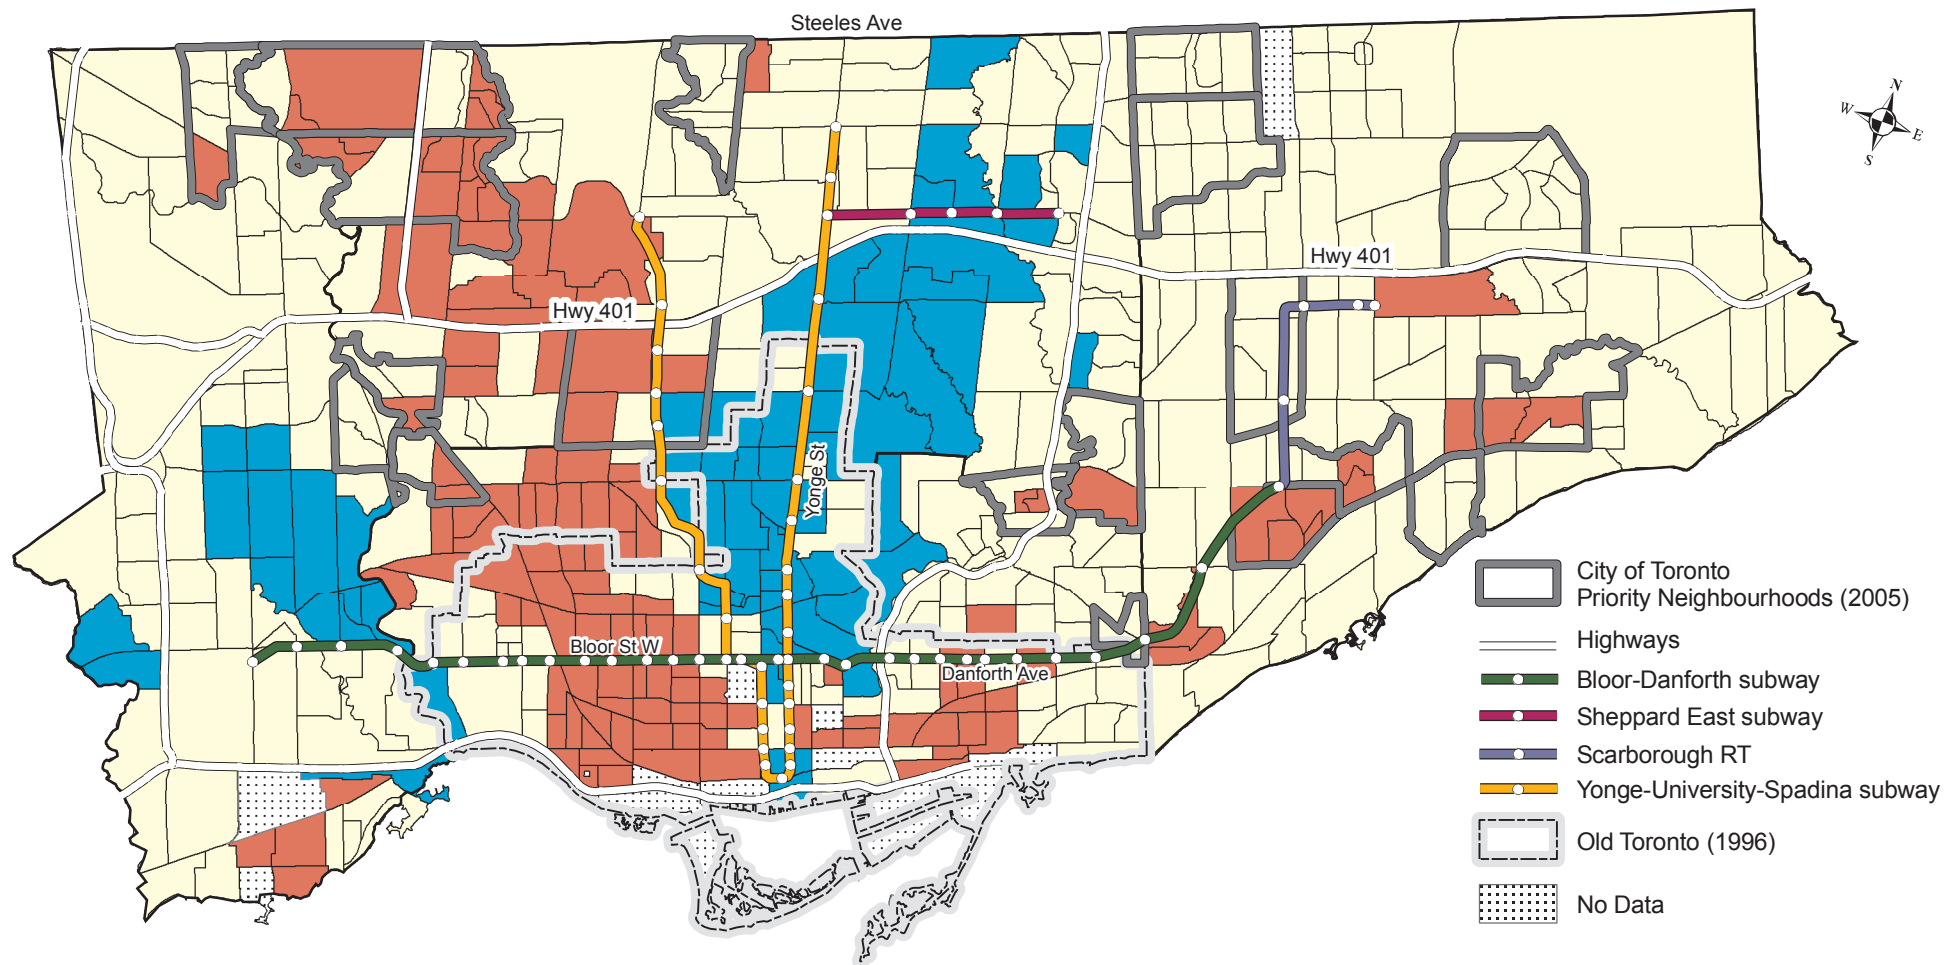 Steeles Ave
N
W
E
S
Hwy 401
Hwy 401
Yonge St
Bloor St W
Danforth Ave
City of Toronto
Priority Neighbourhoods (2005)
Highways
Bloor-Danforth subway
Sheppard East subway
Scarborough RT
Yonge-University-Spadina subway
Old Toronto (1996)
No Data